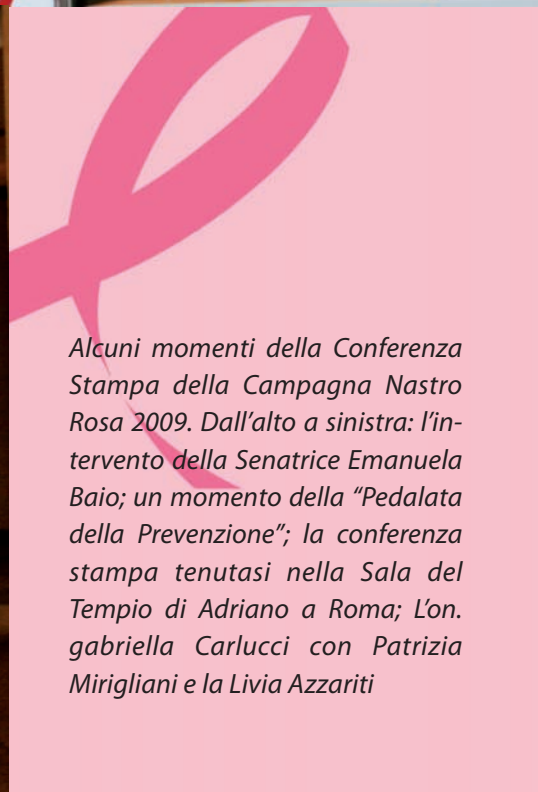 Alcuni momenti della Conferenza
Stampa della Campagna Nastro
Rosa 2009. Dall’alto a sinistra: l’in-
tervento della Senatrice Emanuela
Baio; un momento della “Pedalata
della Prevenzione”; la conferenza
stampa tenutasi nella Sala del
Tempio di Adriano a Roma; L’on.
gabriella Carlucci con Patrizia
Mirigliani e la Livia Azzariti